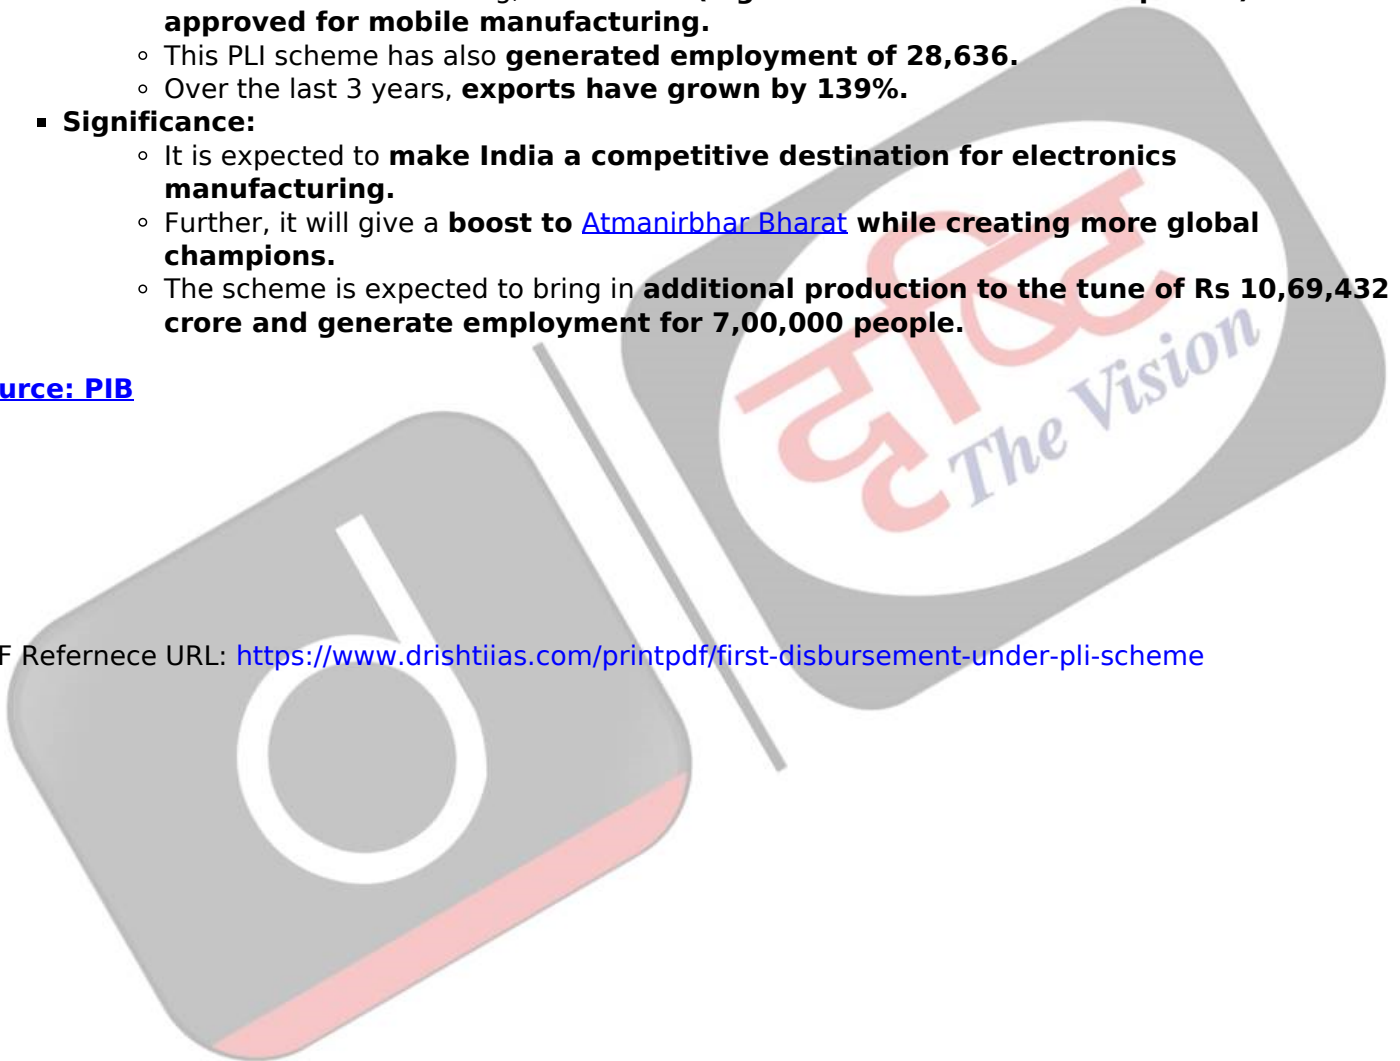 approved for mobile manufacturing.
This PLI scheme has also generated employment of 28,636.
Over the last 3 years, exports have grown by 139%.
Significance:
It is expected to make India a competitive destination for electronics
manufacturing.
Further, it will give a boost to Atmanirbhar Bharat while creating more global
champions.
The scheme is expected to bring in additional production to the tune of Rs 10,69,432
crore and generate employment for 7,00,000 people.
urce: PIB
दृष्टि
The Vision
F Refernece URL: https://www.drishtiias.com/printpdf/first-disbursement-under-pli-scheme
d